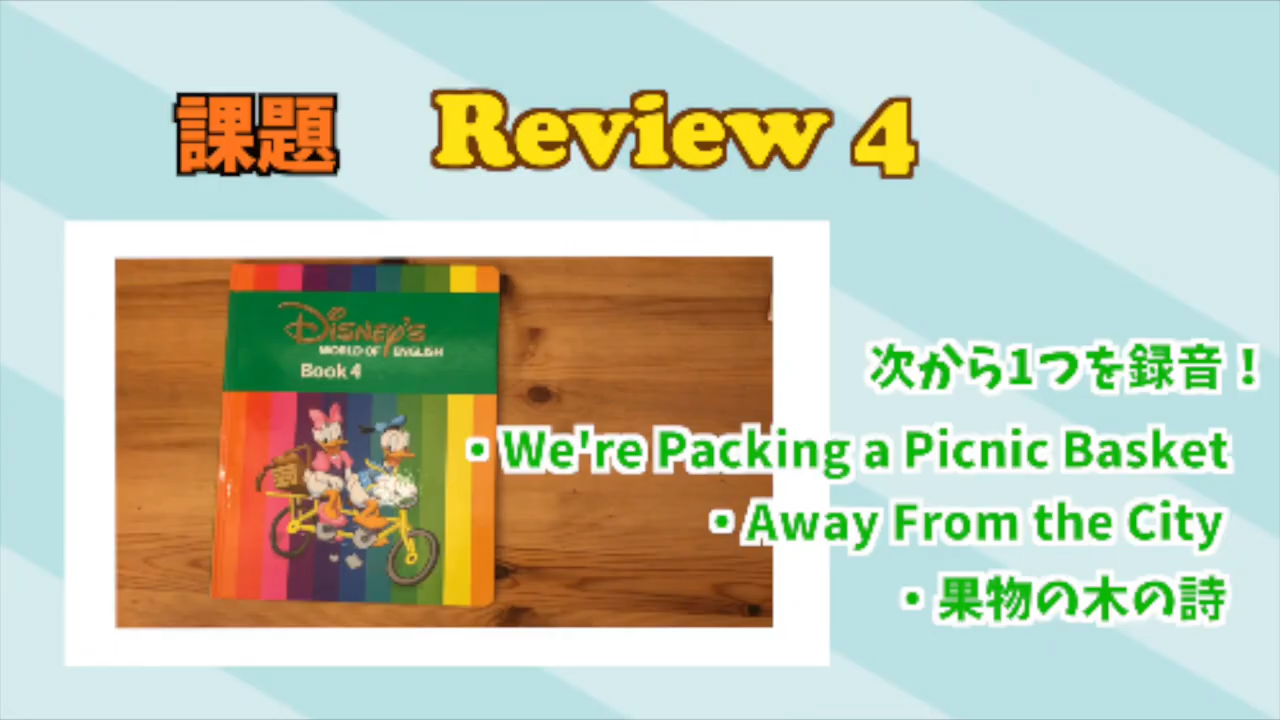 課題 Review 4
DISNEY'S
WORLD OF ENGLISH
Book 4
次から1つを録音！
・We're Packing a Picnic Basket
・Away From the City
・果物の木の詩